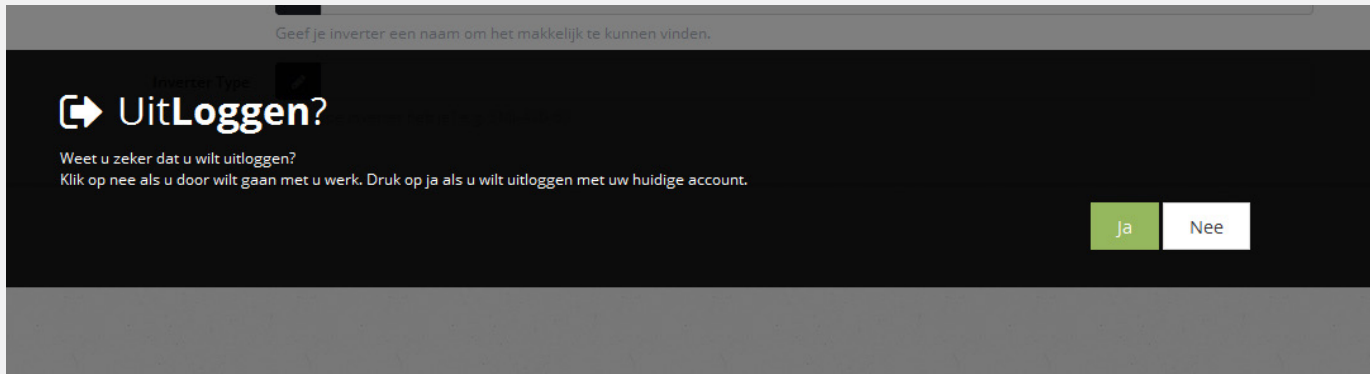 Geef je inverter een naam om het makkelijk te kunnen vinden.
Inverter Type
UitLoggen?
Weet u zeker dat u wilt uitloggen?
Klik op nee als u door wilt gaan met u werk. Druk op ja als u wilt uitloggen met uw huidige account.
Ja
Nee